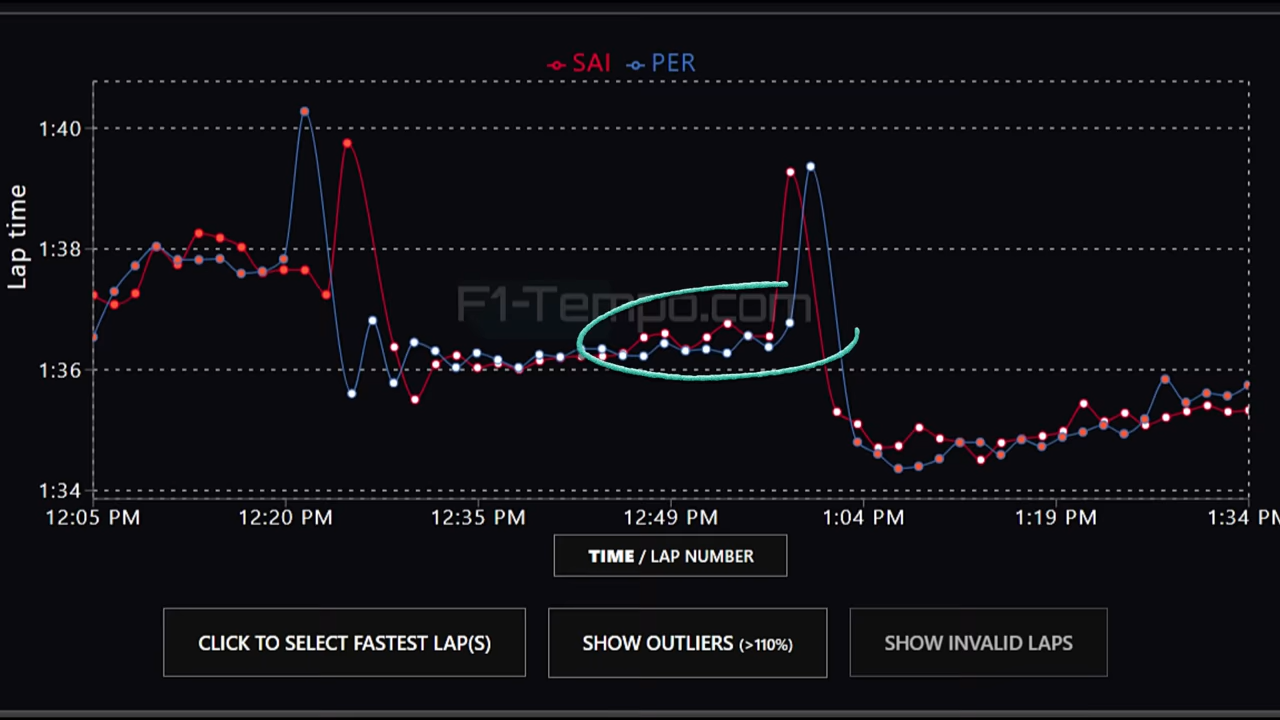 SAI PER
1:40
1:38
1:36
1:34
Lap time
F1-Tempo.com
12:05 PM 12:20 PM 12:35 PM 12:49 PM 1:04 PM 1:19 PM 1:34 PM
TIME / LAP NUMBER
CLICK TO SELECT FASTEST LAP(S) SHOW OUTLIERS (>110%) SHOW INVALID LAPS